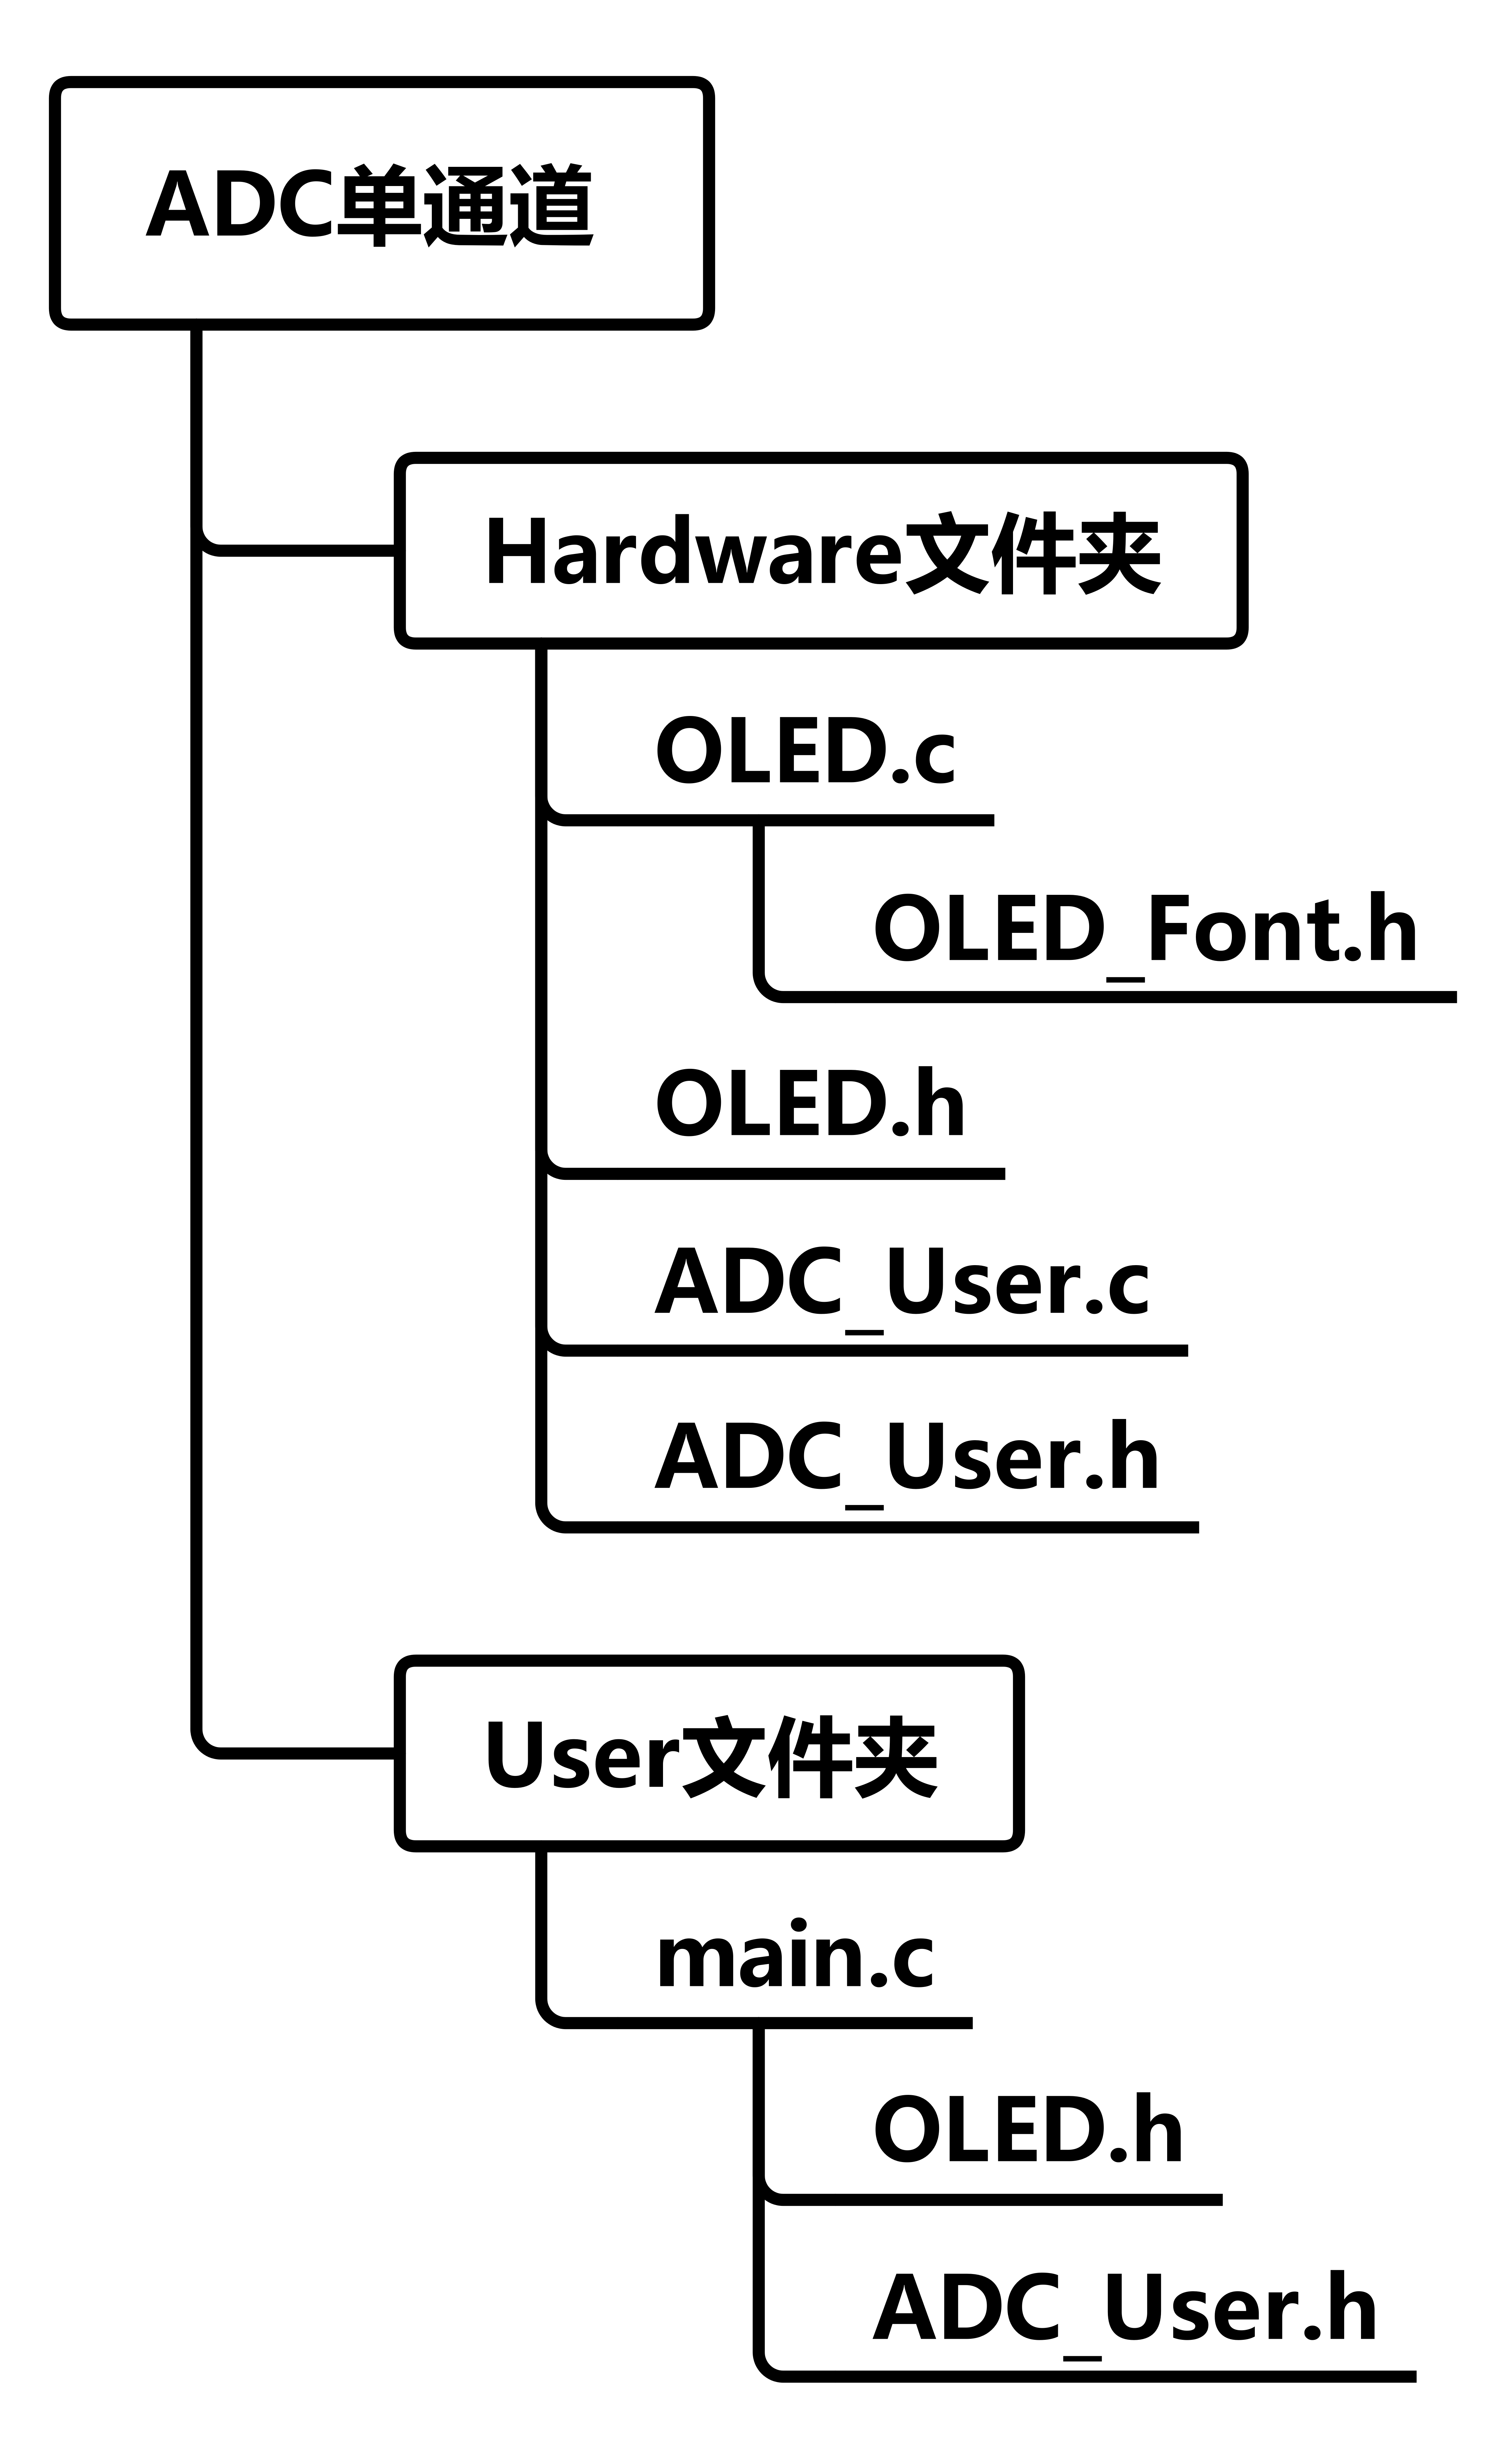 ADC单通道
Hardware文件夹
OLED.c
OLED_Font.h
OLED.h
ADC_User.c
ADC_User.h
User文件夹
main.c
OLED.h
ADC_User.h